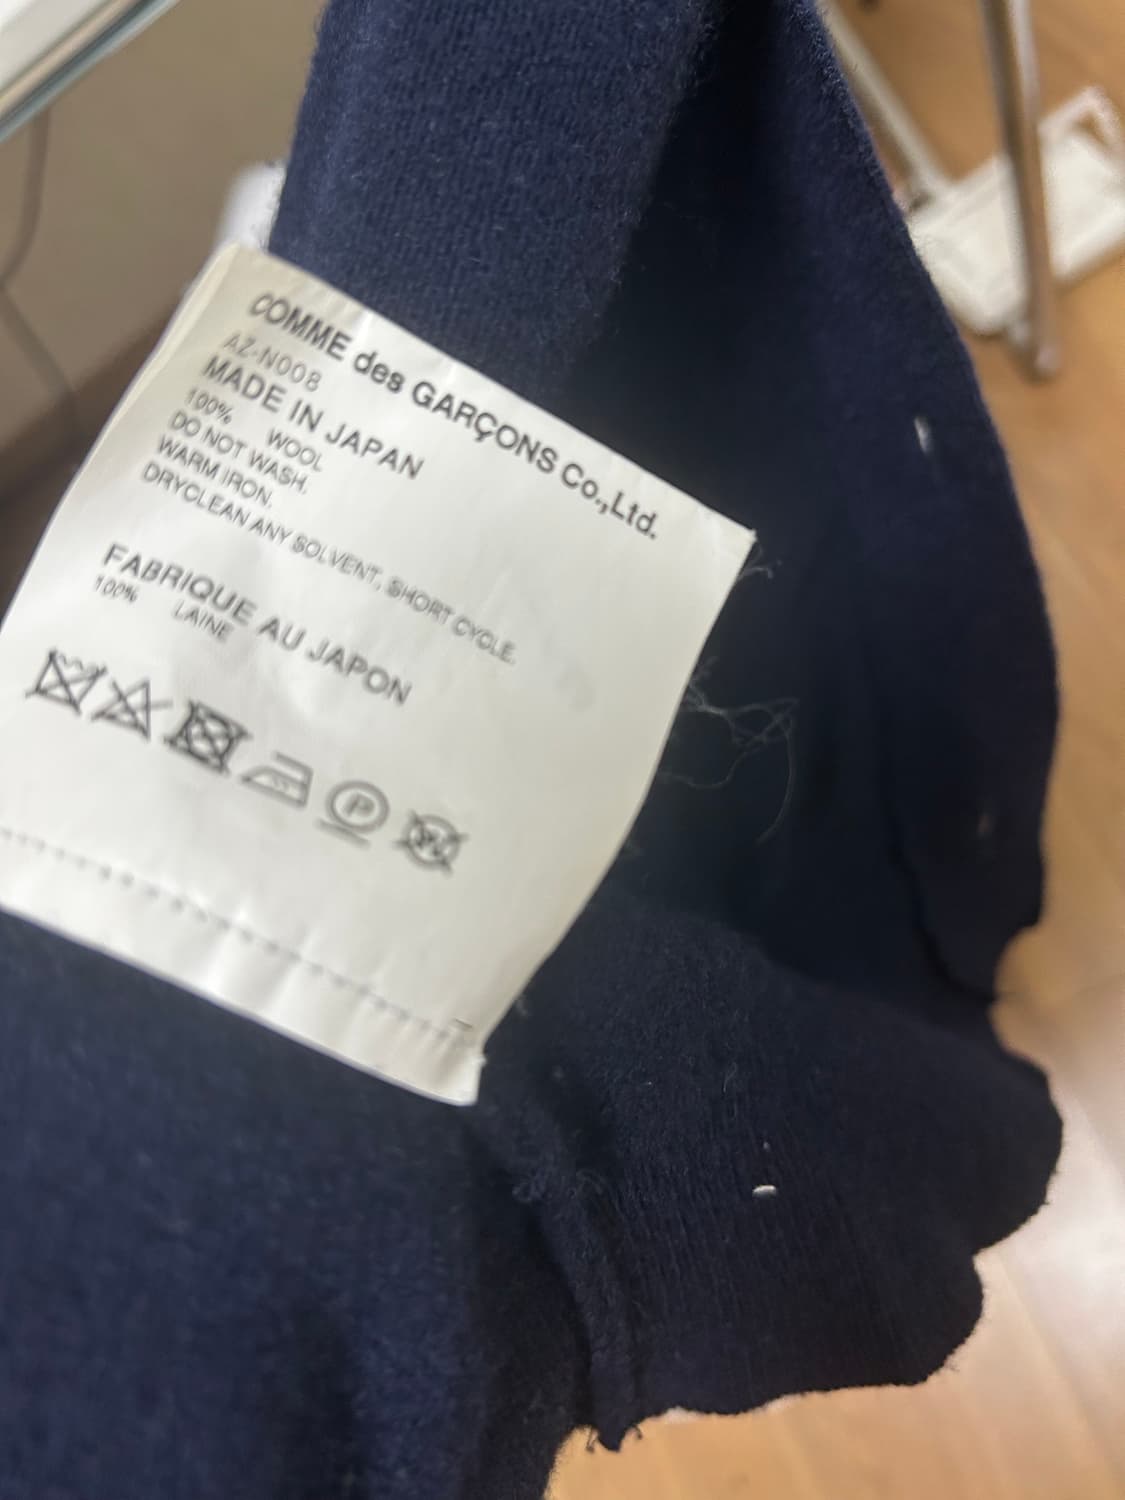 COMME des GARÇONS Co.,Ltd.
AZ-N008
MADE IN JAPAN
100% WOOL
DO NOT WASH.
WARM IRON.
DRYCLEAN ANY SOLVENT, SHORT CYCLE.
FABRIQUE AU JAPON
100% LAINE
P
W